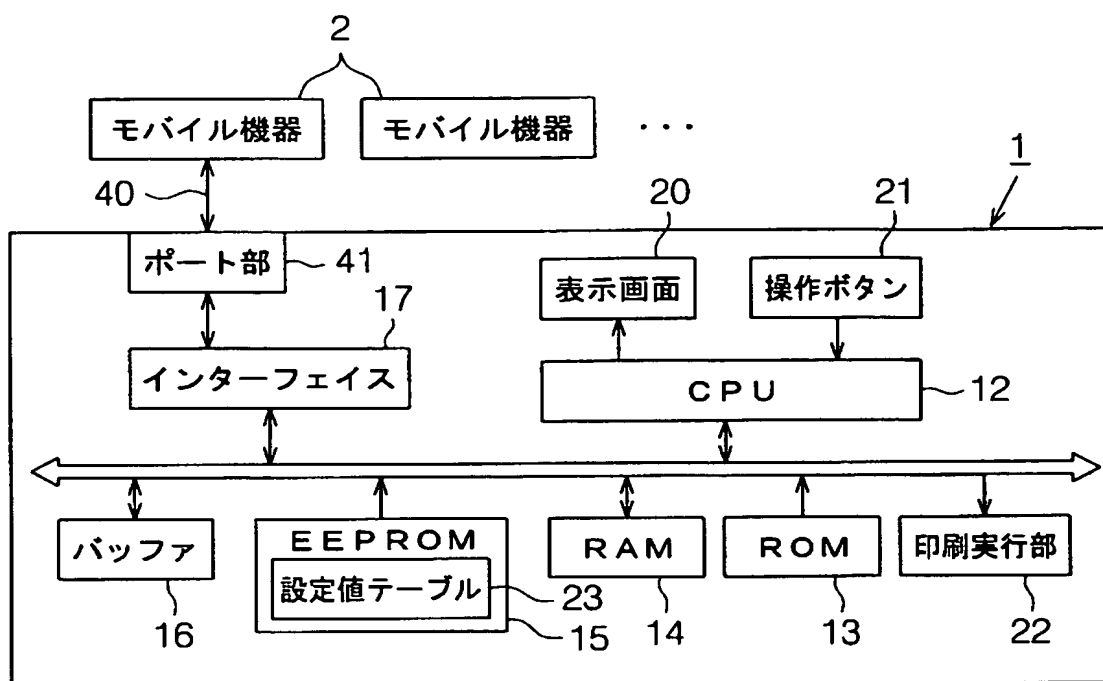 2
モバイル機器 モバイル機器 ・・・
1
40 20 21
ポート部 41 表示画面 操作ボタン
17
インターフェイス CPU 12
バッファ EEPROM RAM ROM 印刷実行部
設定値テーブル 23
16 15 14 13 22